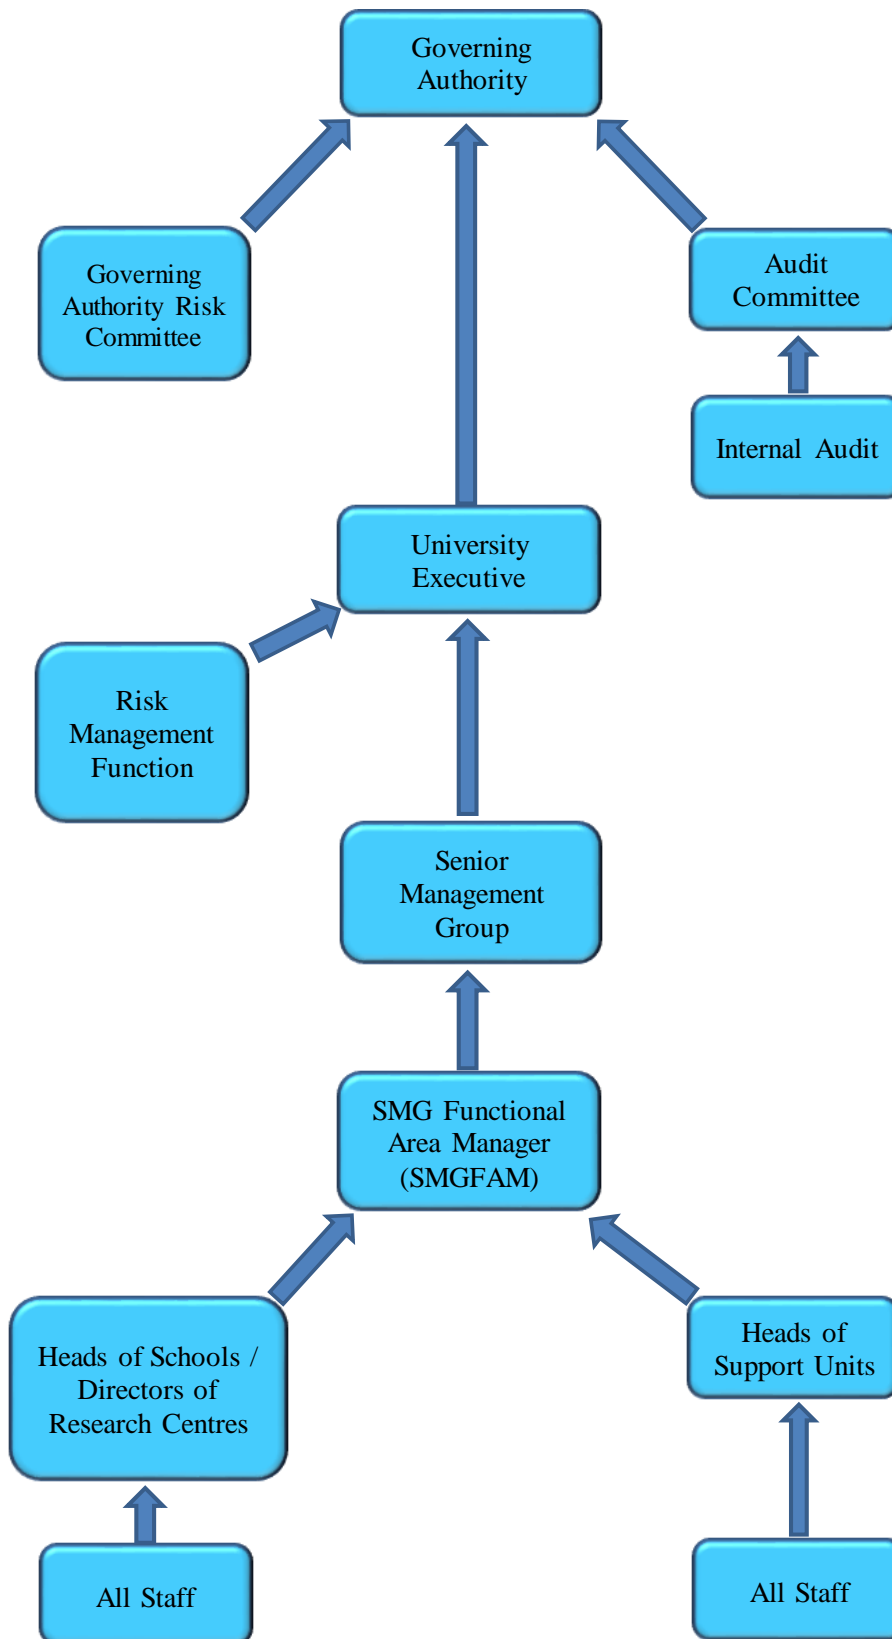 Governing
Authority
Governing
Authority Risk
Committee
Audit
Committee
Internal Audit
University
Executive
Risk
Management
Function
Senior
Management
Group
SMG Functional
Area Manager
(SMGFAM)
Heads of Schools /
Directors of
Research Centres
Heads of
Support Units
All Staff
All Staff